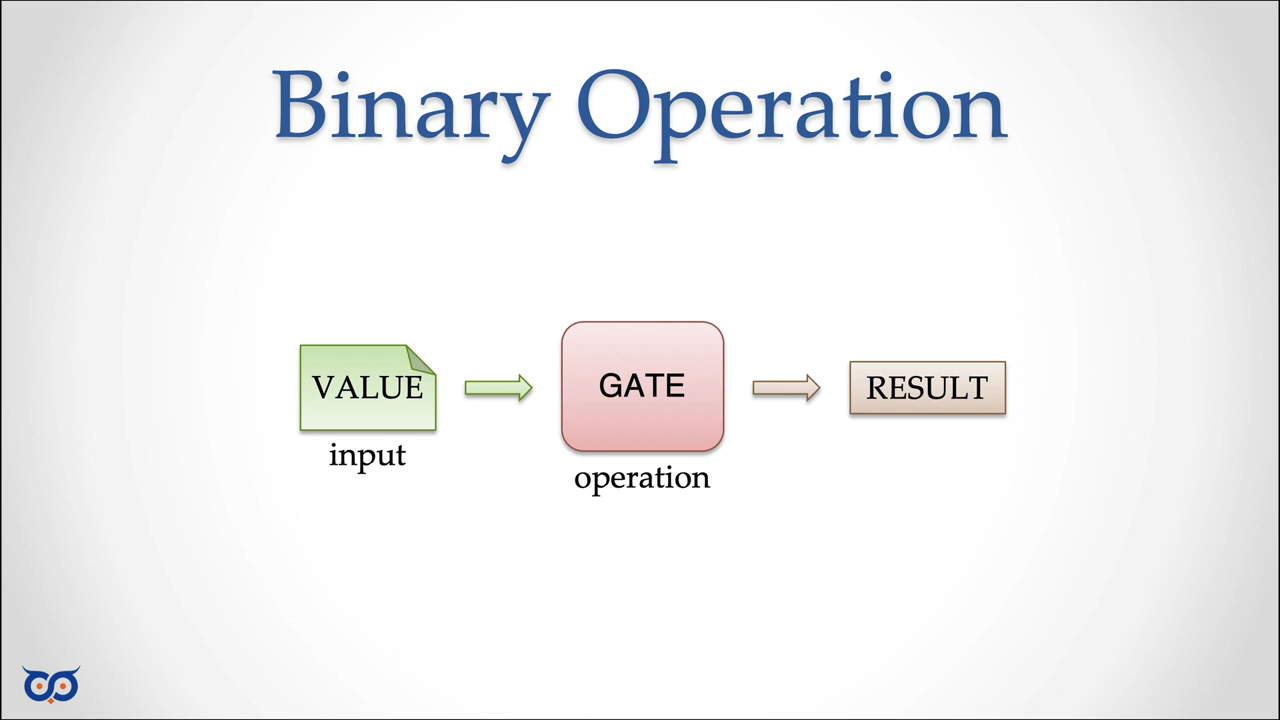 Binary Operation
VALUE
GATE
RESULT
input
operation